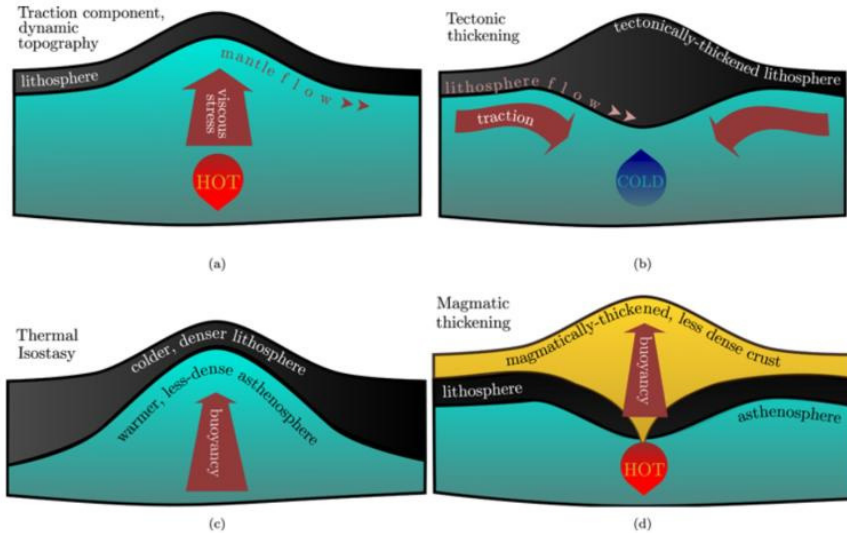 Traction component,
dynamic
topography
lithosphere
mantle flow
viscous
stress
HOT
(a)
Tectonic
thickening
tectonically-thickened lithosphere
lithosphere flow
traction
COLD
(b)
Thermal
Isostasy
colder, denser lithosphere
warmer, less-dense asthenosphere
buoyancy
(c)
Magmatic
thickening
magmatically-thickened, less dense crust
buoyancy
lithosphere
asthenosphere
HOT
(d)